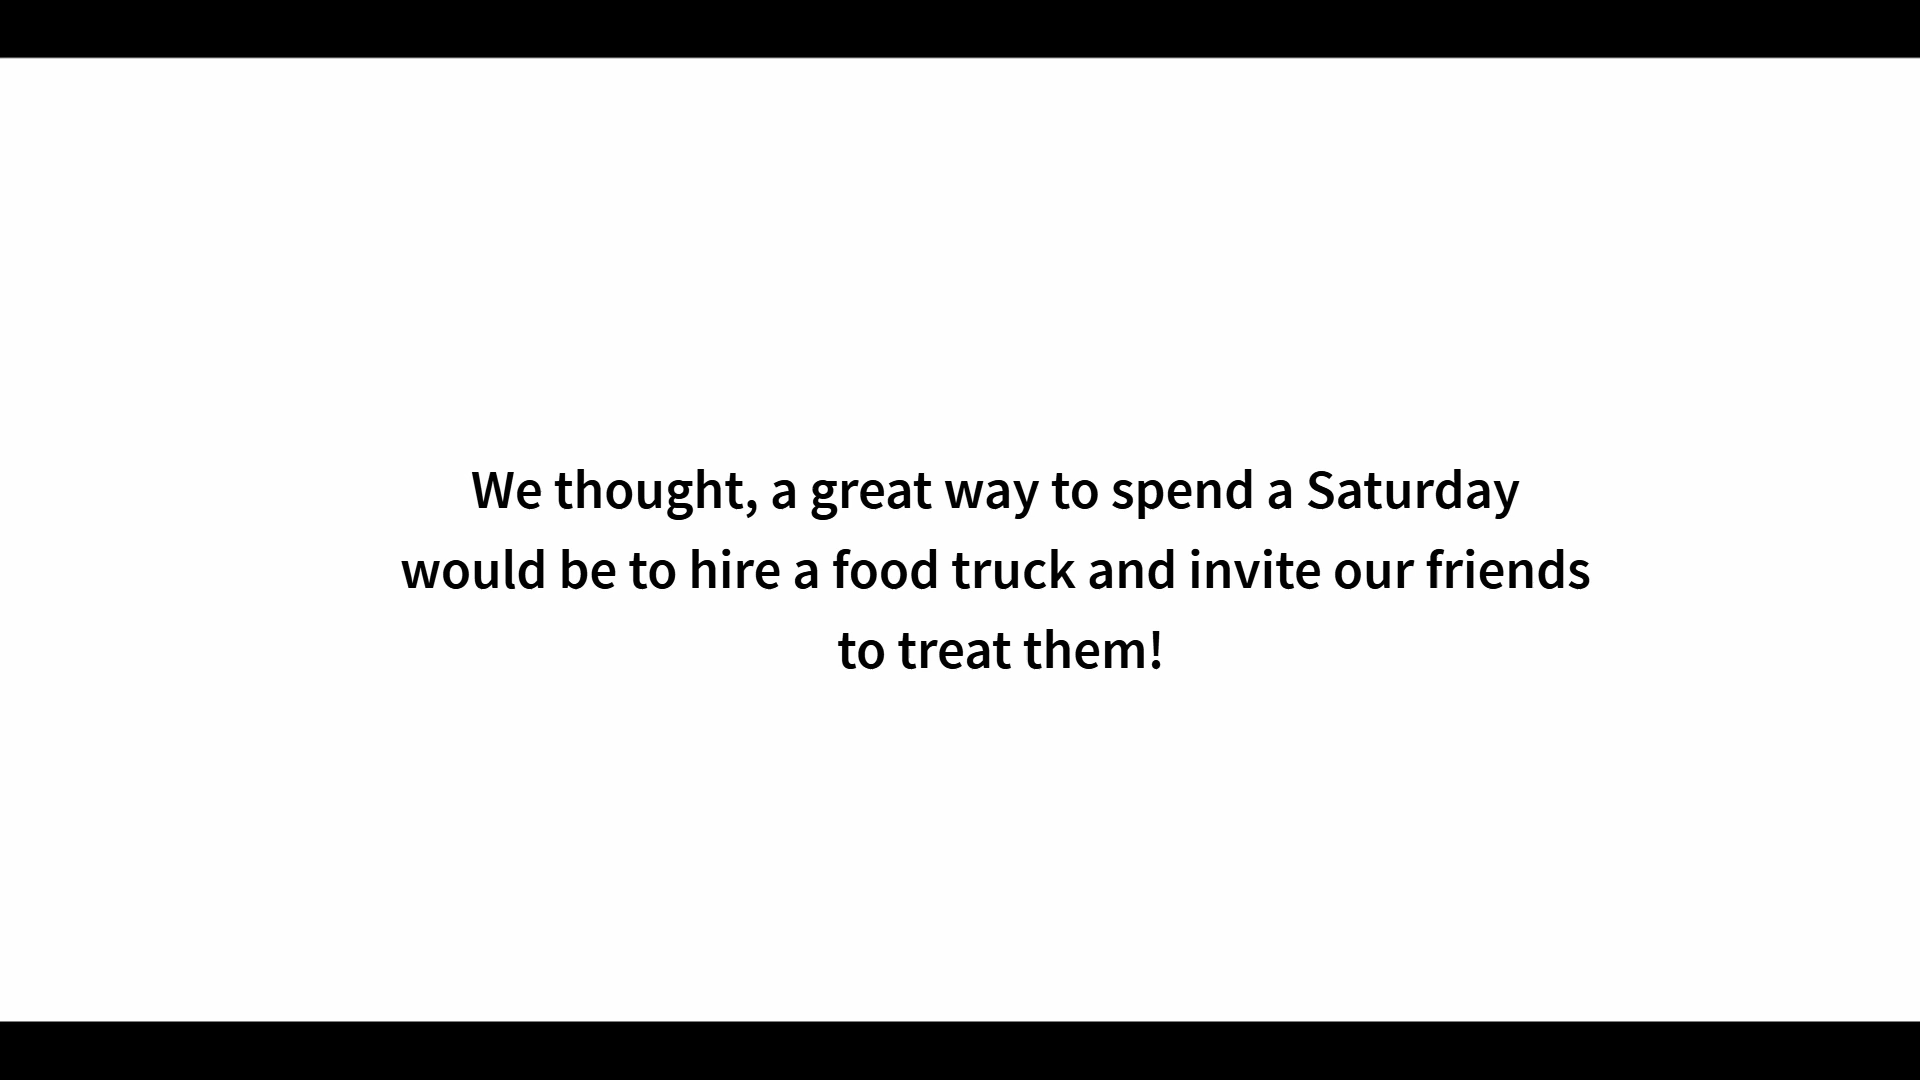 We thought, a great way to spend a Saturday
would be to hire a food truck and invite our friends
to treat them!